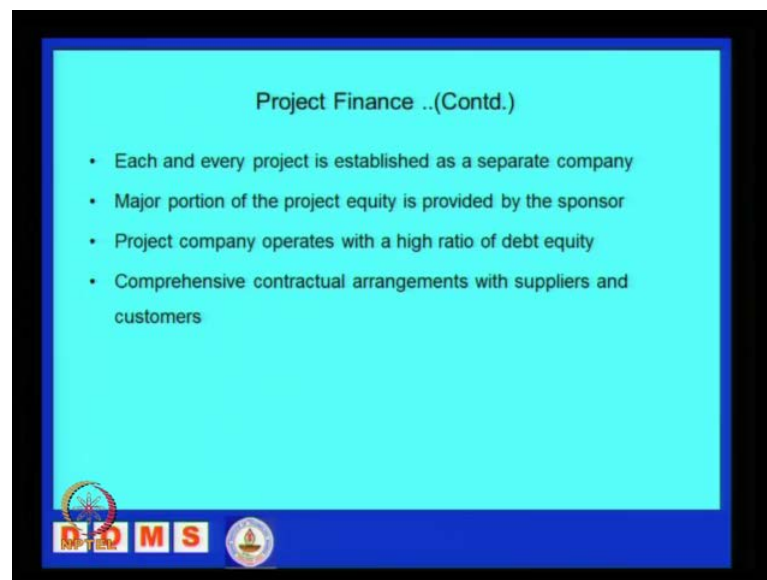 Project Finance ..(Contd.)
• Each and every project is established as a separate company
• Major portion of the project equity is provided by the sponsor
• Project company operates with a high ratio of debt equity
• Comprehensive contractual arrangements with suppliers and
customers
D O M S
NPTEL